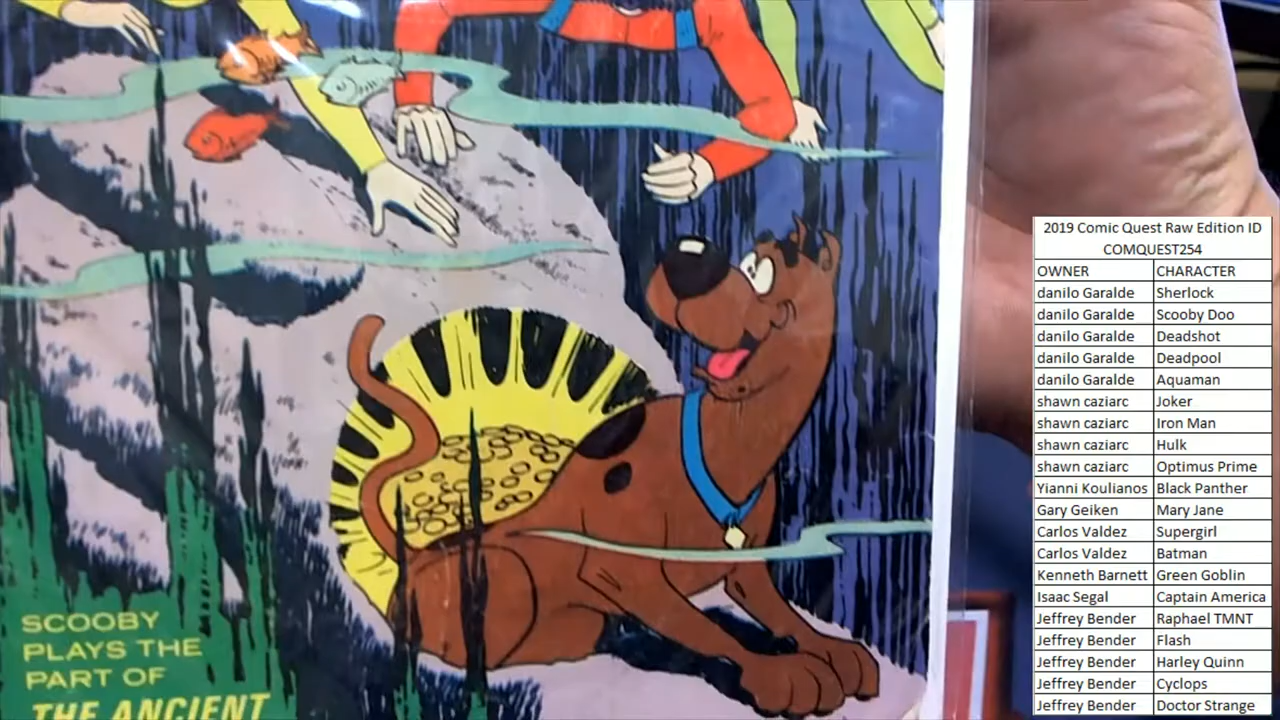 SCOOBY
PLAYS THE
PART OF
THE ANCIENT
2019 Comic Quest Raw Edition ID
COMQUEST254
OWNER CHARACTER
danilo Garalde Sherlock
danilo Garalde Scooby Doo
danilo Garalde Deadshot
danilo Garalde Deadpool
danilo Garalde Aquaman
shawn caziarc Joker
shawn caziarc Iron Man
shawn caziarc Hulk
shawn caziarc Optimus Prime
Yianni Koulianos Black Panther
Gary Geiken Mary Jane
Carlos Valdez Supergirl
Carlos Valdez Batman
Kenneth Barnett Green Goblin
Isaac Segal Captain America
Jeffrey Bender Raphael TMNT
Jeffrey Bender Flash
Jeffrey Bender Harley Quinn
Jeffrey Bender Cyclops
Jeffrey Bender Doctor Strange